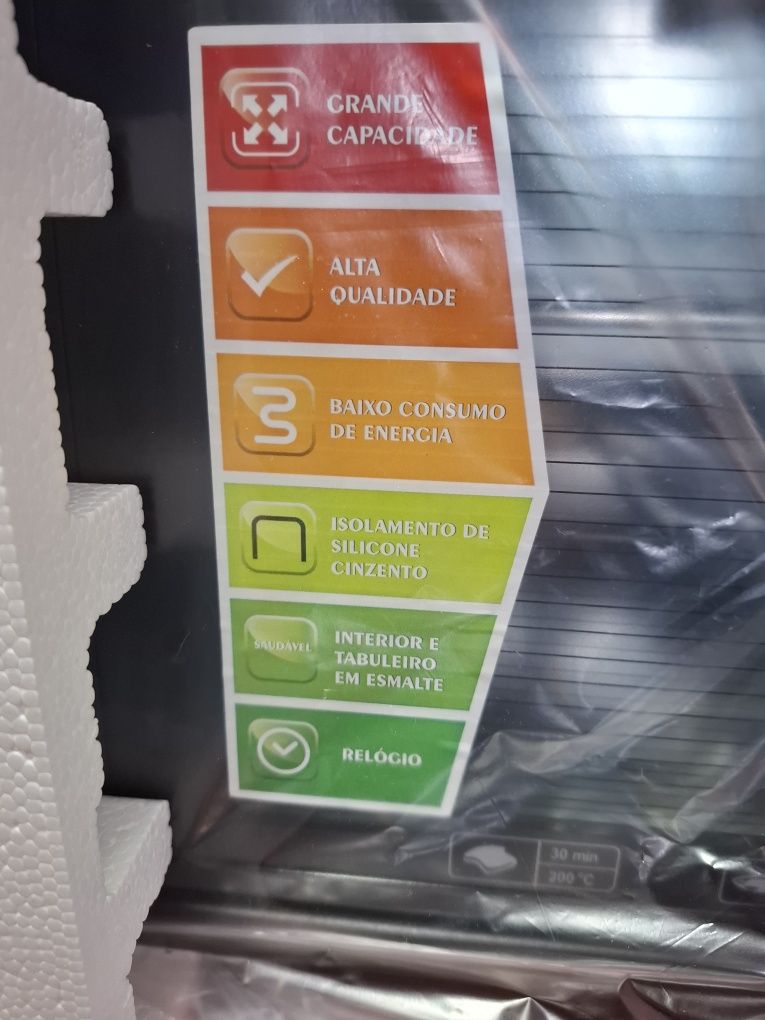 GRANDE
CAPACIDADE
ALTA
QUALIDADE
BAIXO CONSUMO
DE ENERGIA
ISOLAMENTO DE
SILICONE
CINZENTO
SAUDÁVEL
INTERIOR E
TABULEIRO
EM ESMALTE
RELÓGIO
30 min
200 °C